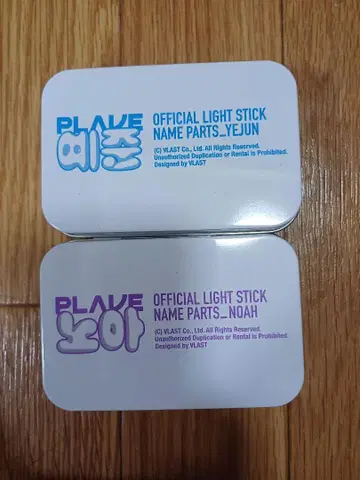 PLAVE
예준
OFFICIAL LIGHT STICK
NAME PARTS_YEJUN
(C) VLAST Co., Ltd. All Rights Reserved.
Unauthorized Duplication or Rental is Prohibited.
Designed by VLAST
PLAVE
노아
OFFICIAL LIGHT STICK
NAME PARTS_NOAH
(C) VLAST Co., Ltd. All Rights Reserved.
Unauthorized Duplication or Rental is Prohibited.
Designed by VLAST